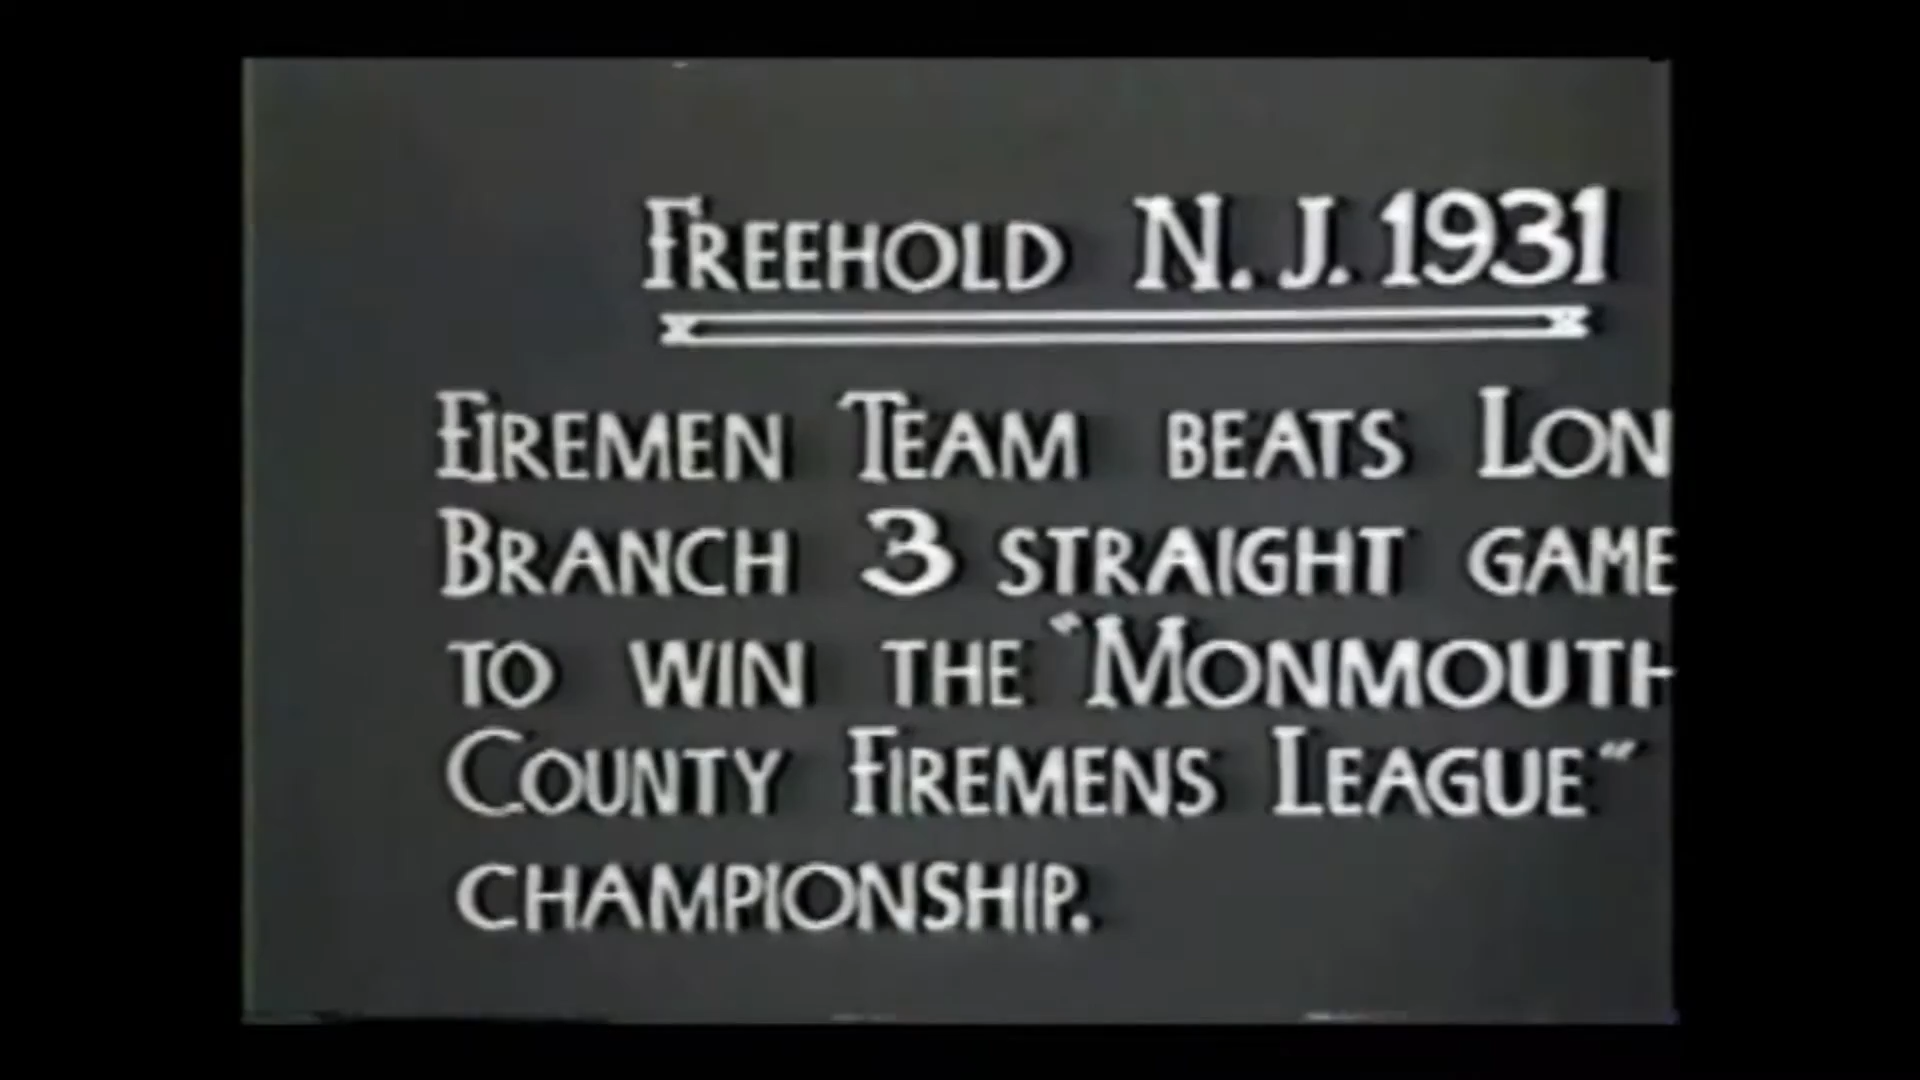 FREEHOLD N. J. 1931
FIREMEN TEAM BEATS LON
BRANCH 3 STRAIGHT GAME
TO WIN THE "MONMOUTH
COUNTY FIREMENS LEAGUE"
CHAMPIONSHIP.